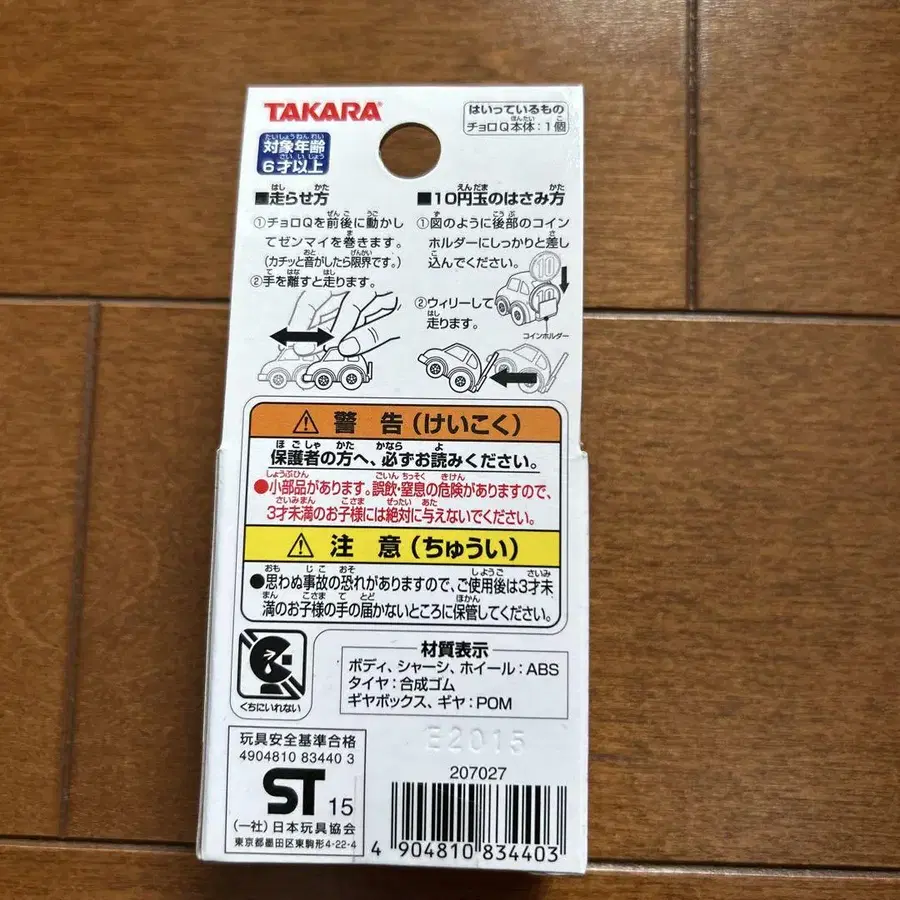 TAKARA
はいっているもの
チョロQ本体：1個
対象年齢
6才以上
■走らせ方
①チョロQを前後に動かし
てゼンマイを巻きます。
(カチッと音がしたら限界です。)
②手を離すと走ります。
■10円玉のはさみ方
①図のように後部のコイン
ホルダーにしっかりと差し
込んでください。
10
10
②ウィリーして
走ります。
コインホルダー
⚠ 警 告（けいこく）
保護者の方へ、必ずお読みください。
●小部品があります。誤飲・窒息の危険がありますので、
3才未満のお子様には絶対に与えないでください。
⚠ 注 意（ちゅうい）
●思わぬ事故の恐れがありますので、ご使用後は3才未
満のお子様の手の届かないところに保管してください。
くちにいれない
材質表示
ボディ、シャーシ、ホイール：ABS
タイヤ：合成ゴム
ギヤボックス、ギヤ：POM
E2015
玩具安全基準合格
4904810 83440 3
ST 15
(一社)日本玩具協会
東京都墨田区東駒形4-22-4
207027
4 904810 834403